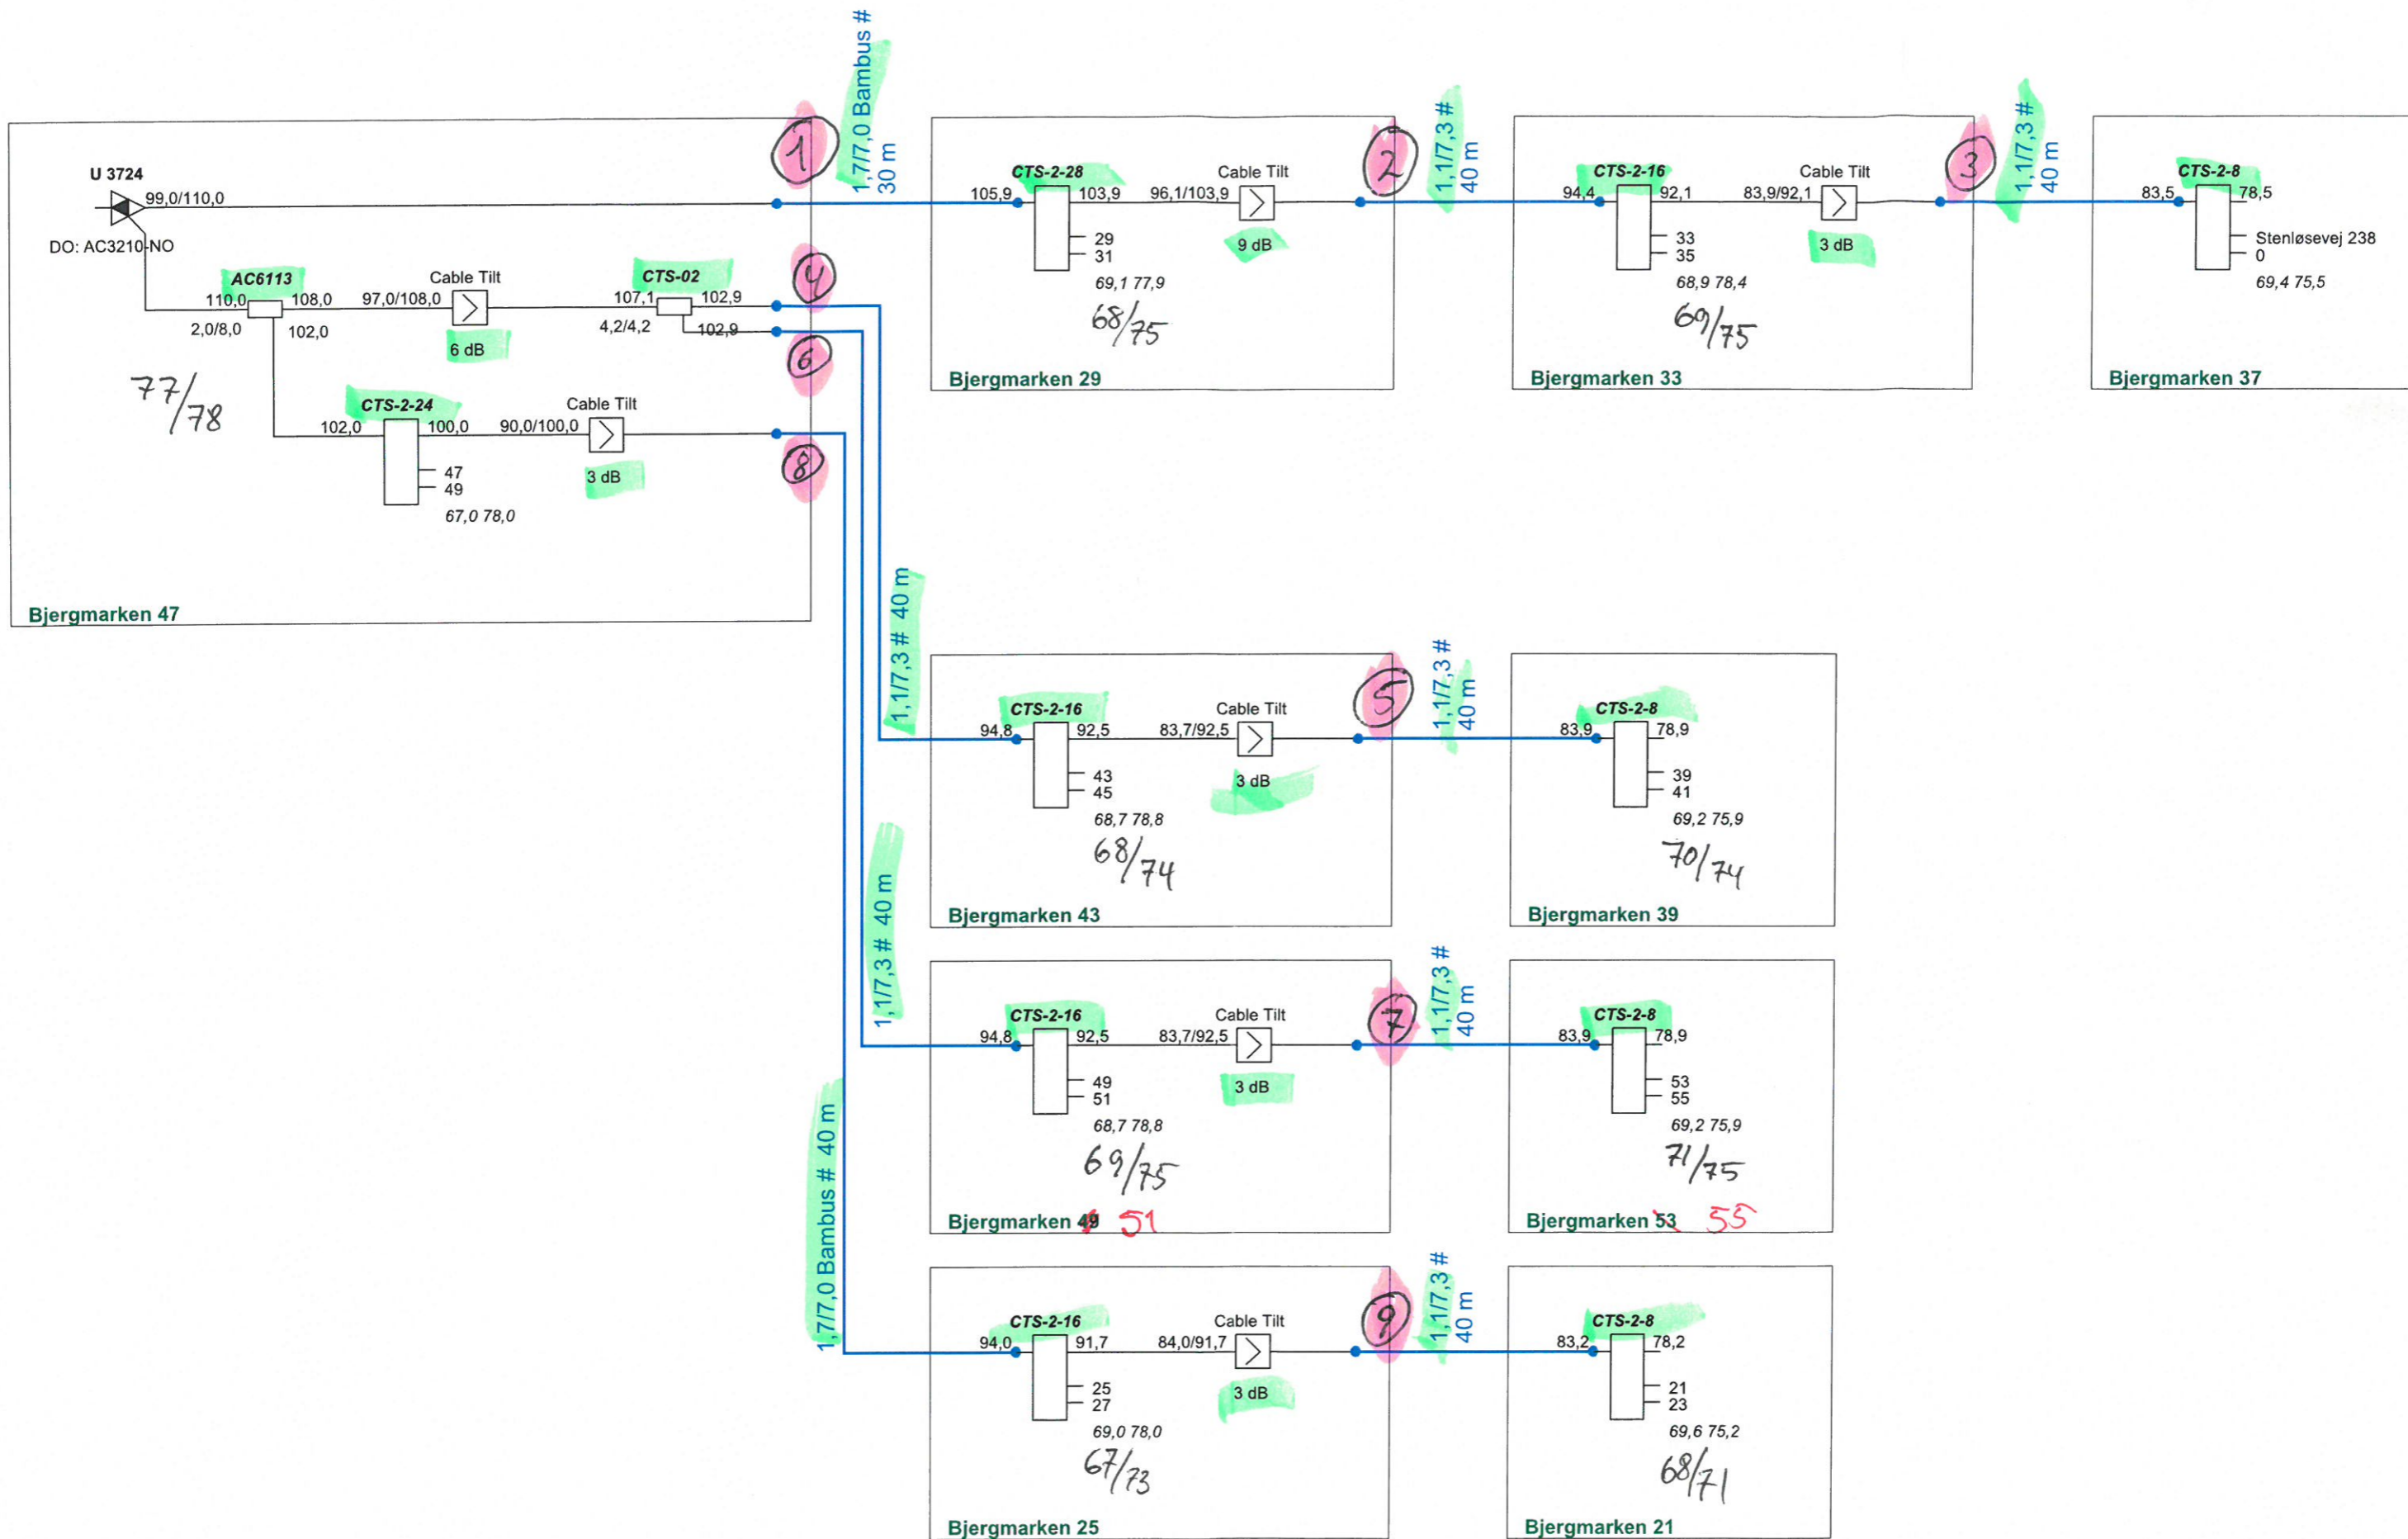 U 3724
99,0/110,0
DO: AC3210-NO
AC6113
110,0
108,0
2,0/8,0
102,0
97,0/108,0
Cable Tilt
6 dB
CTS-02
107,1
102,9
4,2/4,2
102,9
77/78
CTS-2-24
102,0
100,0
90,0/100,0
Cable Tilt
3 dB
47
49
67,0 78,0
Bjergmarken 47
1
4
6
8
1,7/7,0 Bambus #
30 m
CTS-2-28
105,9
103,9
96,1/103,9
Cable Tilt
9 dB
29
31
69,1 77,9
68/75
Bjergmarken 29
2
1,1/7,3 #
40 m
CTS-2-16
94,4
92,1
83,9/92,1
Cable Tilt
3 dB
33
35
68,9 78,4
69/75
Bjergmarken 33
3
1,1/7,3 #
40 m
CTS-2-8
83,5
78,5
Stenløsevej 238
0
69,4 75,5
Bjergmarken 37
1,1/7,3 # 40 m
CTS-2-16
94,8
92,5
83,7/92,5
Cable Tilt
3 dB
43
45
68,7 78,8
68/74
Bjergmarken 43
5
1,1/7,3 #
40 m
CTS-2-8
83,9
78,9
39
41
69,2 75,9
70/74
Bjergmarken 39
1,1/7,3 # 40 m
CTS-2-16
94,8
92,5
83,7/92,5
Cable Tilt
3 dB
49
51
68,7 78,8
69/75
Bjergmarken 49 51
7
1,1/7,3 #
40 m
CTS-2-8
83,9
78,9
53
55
69,2 75,9
71/75
Bjergmarken 53 55
1,7/7,0 Bambus # 40 m
CTS-2-16
94,0
91,7
84,0/91,7
Cable Tilt
3 dB
25
27
69,0 78,0
67/73
Bjergmarken 25
9
1,1/7,3 #
40 m
CTS-2-8
83,2
78,2
21
23
69,6 75,2
68/71
Bjergmarken 21